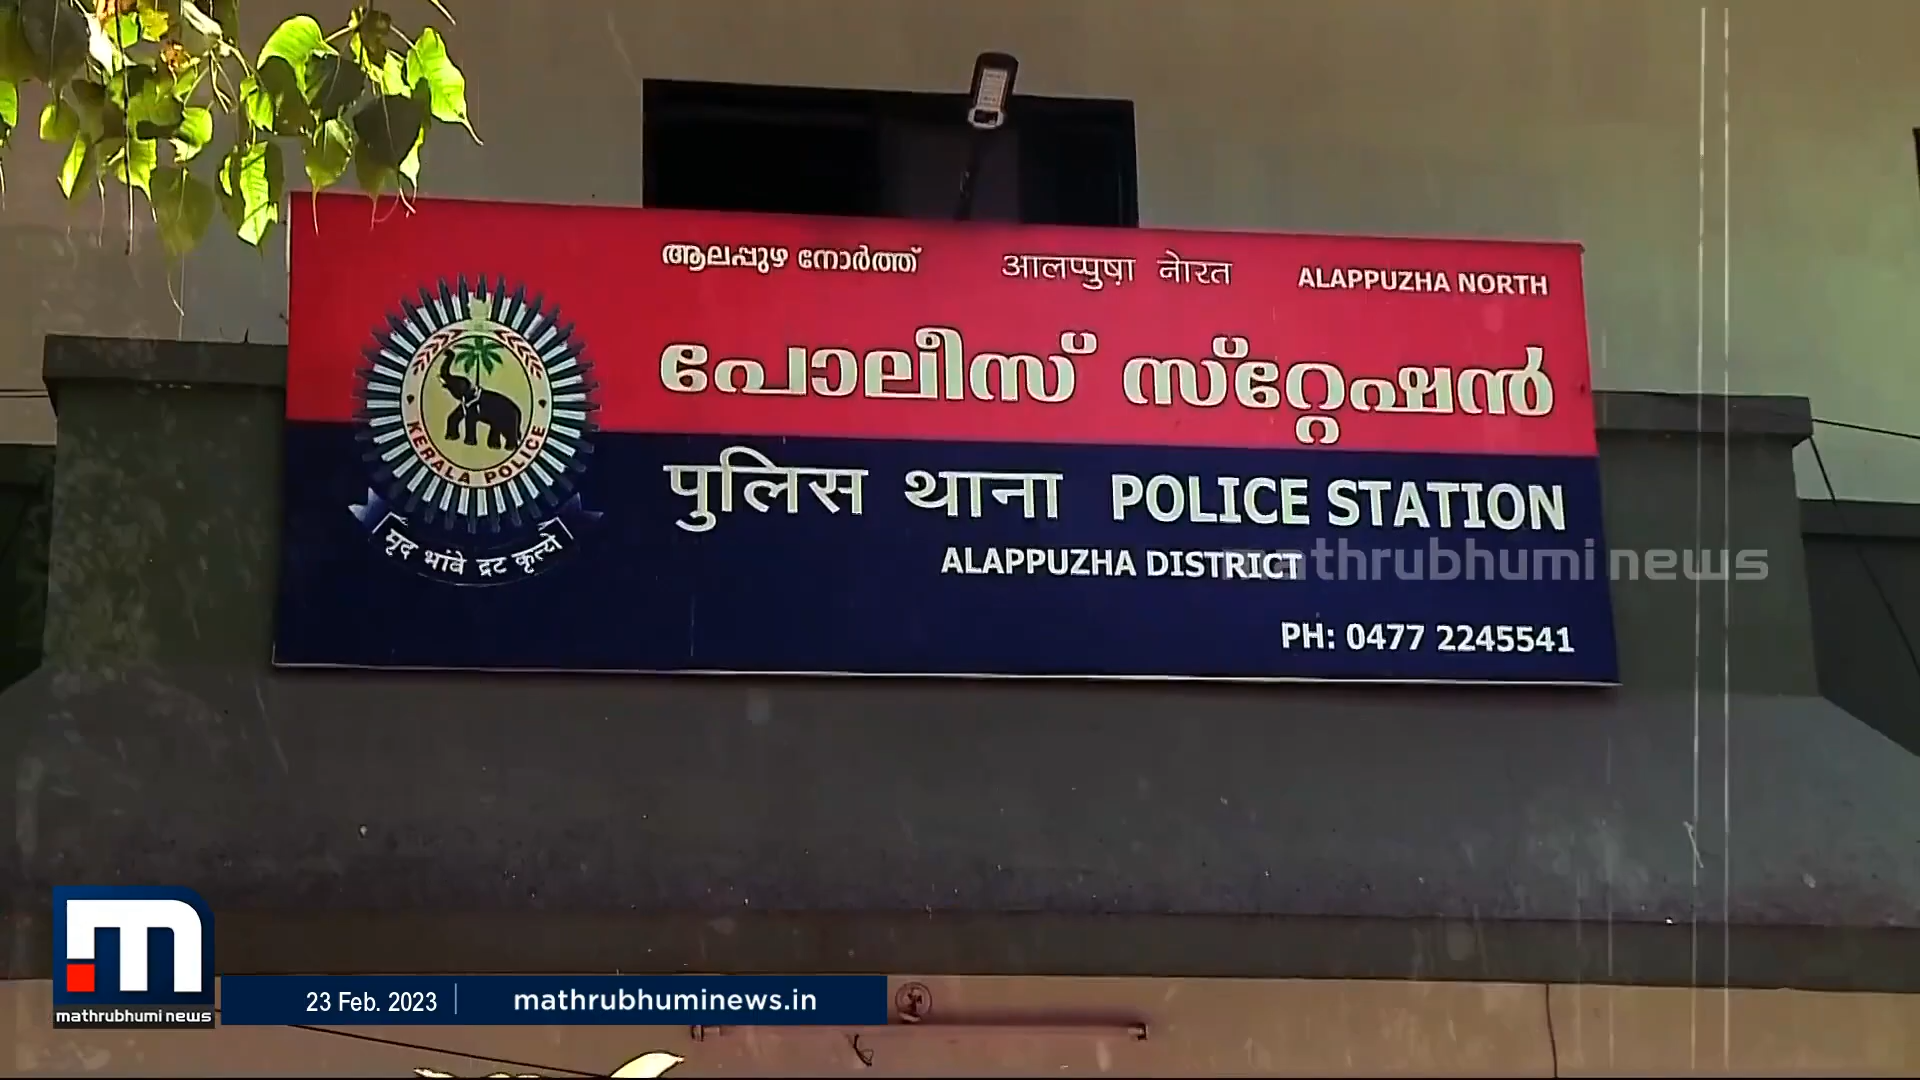 ആലപ്പുഴ നോർത്ത് आलप्पुषा़ नोरत ALAPPUZHA NORTH
പോലീസ് സ്റ്റേഷൻ
पुलिस थाना POLICE STATION
ALAPPUZHA DISTRICT
PH: 0477 2245541
KERALA POLICE
मृद भांवे द्रट कृत्यो
mathrubhumi news
mathrubhumi news
23 Feb. 2023 mathrubhuminews.in